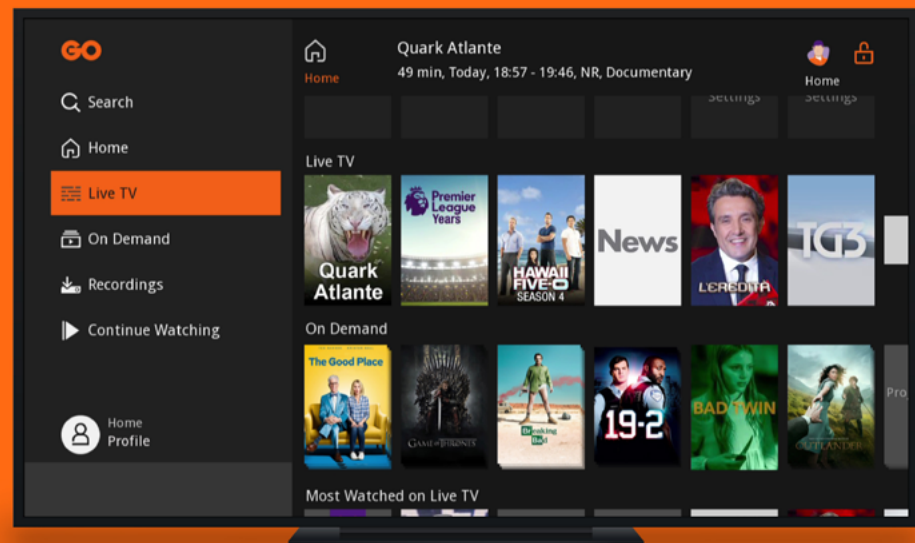 GO
Search
Home
Live TV
On Demand
Recordings
Continue Watching
Home
Profile
Home
Quark Atlante
49 min, Today, 18:57 - 19:46, NR, Documentary
Home
Settings
Settings
Live TV
Quark
Atlante
Premier
League
Years
HAWAII
FIVE-O
SEASON 4
News
L'EREDITÀ
TG3
On Demand
The Good Place
GAME OF THRONES
Breaking
Bad
19-2
BAD TWIN
OUTLANDER
Pro
Most Watched on Live TV